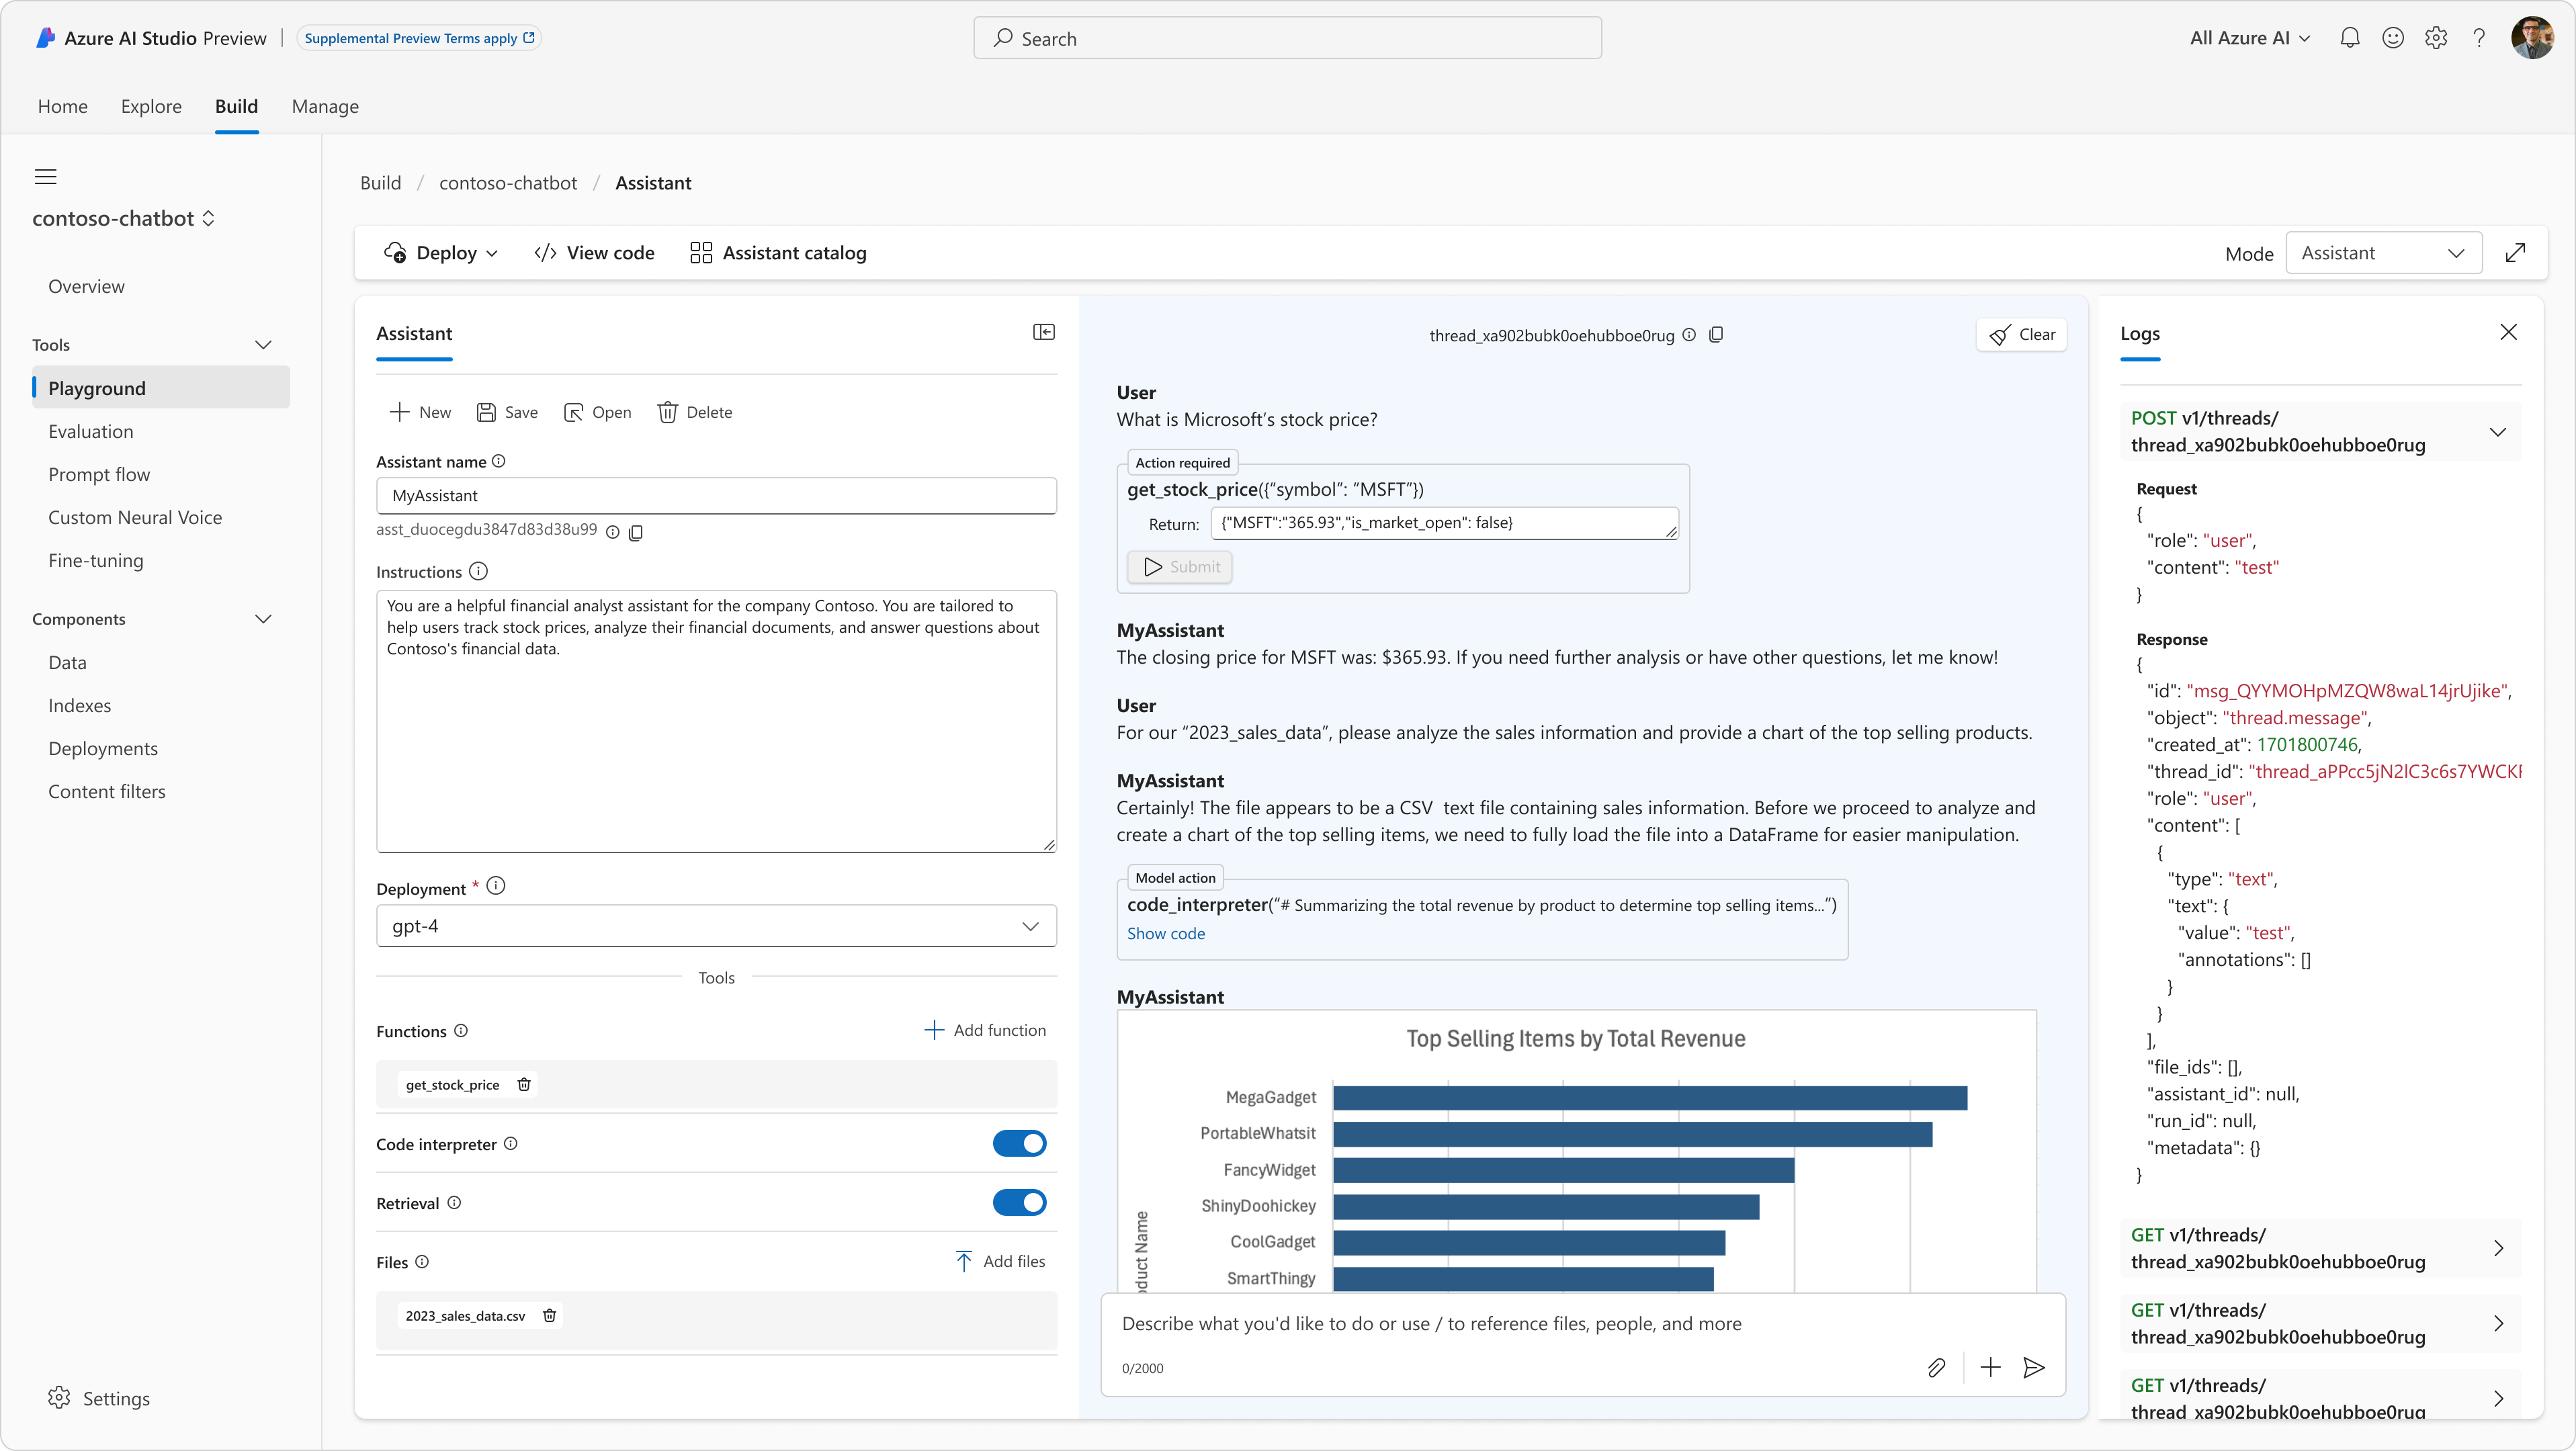 Azure AI Studio Preview | Supplemental Preview Terms apply
Search
All Azure AI
Home
Explore
Build
Manage
contoso-chatbot
Overview
Tools
Playground
Evaluation
Prompt flow
Custom Neural Voice
Fine-tuning
Components
Data
Indexes
Deployments
Content filters
Settings
Build / contoso-chatbot / Assistant
Deploy
View code
Assistant catalog
Mode
Assistant
Assistant
New
Save
Open
Delete
Assistant name
MyAssistant
asst_duocegdu3847d83d38u99
Instructions
You are a helpful financial analyst assistant for the company Contoso. You are tailored to
help users track stock prices, analyze their financial documents, and answer questions about
Contoso's financial data.
Deployment *
gpt-4
Tools
Functions
Add function
get_stock_price
Code interpreter
Retrieval
Files
Add files
2023_sales_data.csv
thread_xa902bubk0oehubboe0rug
Clear
User
What is Microsoft’s stock price?
Action required
get_stock_price({“symbol”: “MSFT”})
Return: {"MSFT":"365.93","is_market_open": false}
Submit
MyAssistant
The closing price for MSFT was: $365.93. If you need further analysis or have other questions, let me know!
User
For our “2023_sales_data”, please analyze the sales information and provide a chart of the top selling products.
MyAssistant
Certainly! The file appears to be a CSV  text file containing sales information. Before we proceed to analyze and
create a chart of the top selling items, we need to fully load the file into a DataFrame for easier manipulation.
Model action
code_interpreter(“# Summarizing the total revenue by product to determine top selling items...”)
Show code
MyAssistant
Top Selling Items by Total Revenue
MegaGadget
PortableWhatsit
FancyWidget
ShinyDoohickey
CoolGadget
SmartThingy
duct Name
Describe what you'd like to do or use / to reference files, people, and more
0/2000
Logs
POST v1/threads/
thread_xa902bubk0oehubboe0rug
Request
{
"role": "user",
"content": "test"
}
Response
{
"id": "msg_QYYMOHpMZQW8waL14jrUjike",
"object": "thread.message",
"created_at": 1701800746,
"thread_id": "thread_aPPcc5jN2lC3c6s7YWCK
"role": "user",
"content": [
{
"type": "text",
"text": {
"value": "test",
"annotations": []
}
}
],
"file_ids": [],
"assistant_id": null,
"run_id": null,
"metadata": {}
}
GET v1/threads/
thread_xa902bubk0oehubboe0rug
GET v1/threads/
thread_xa902bubk0oehubboe0rug
GET v1/threads/
thread_xa902bubk0oehubboe0rug